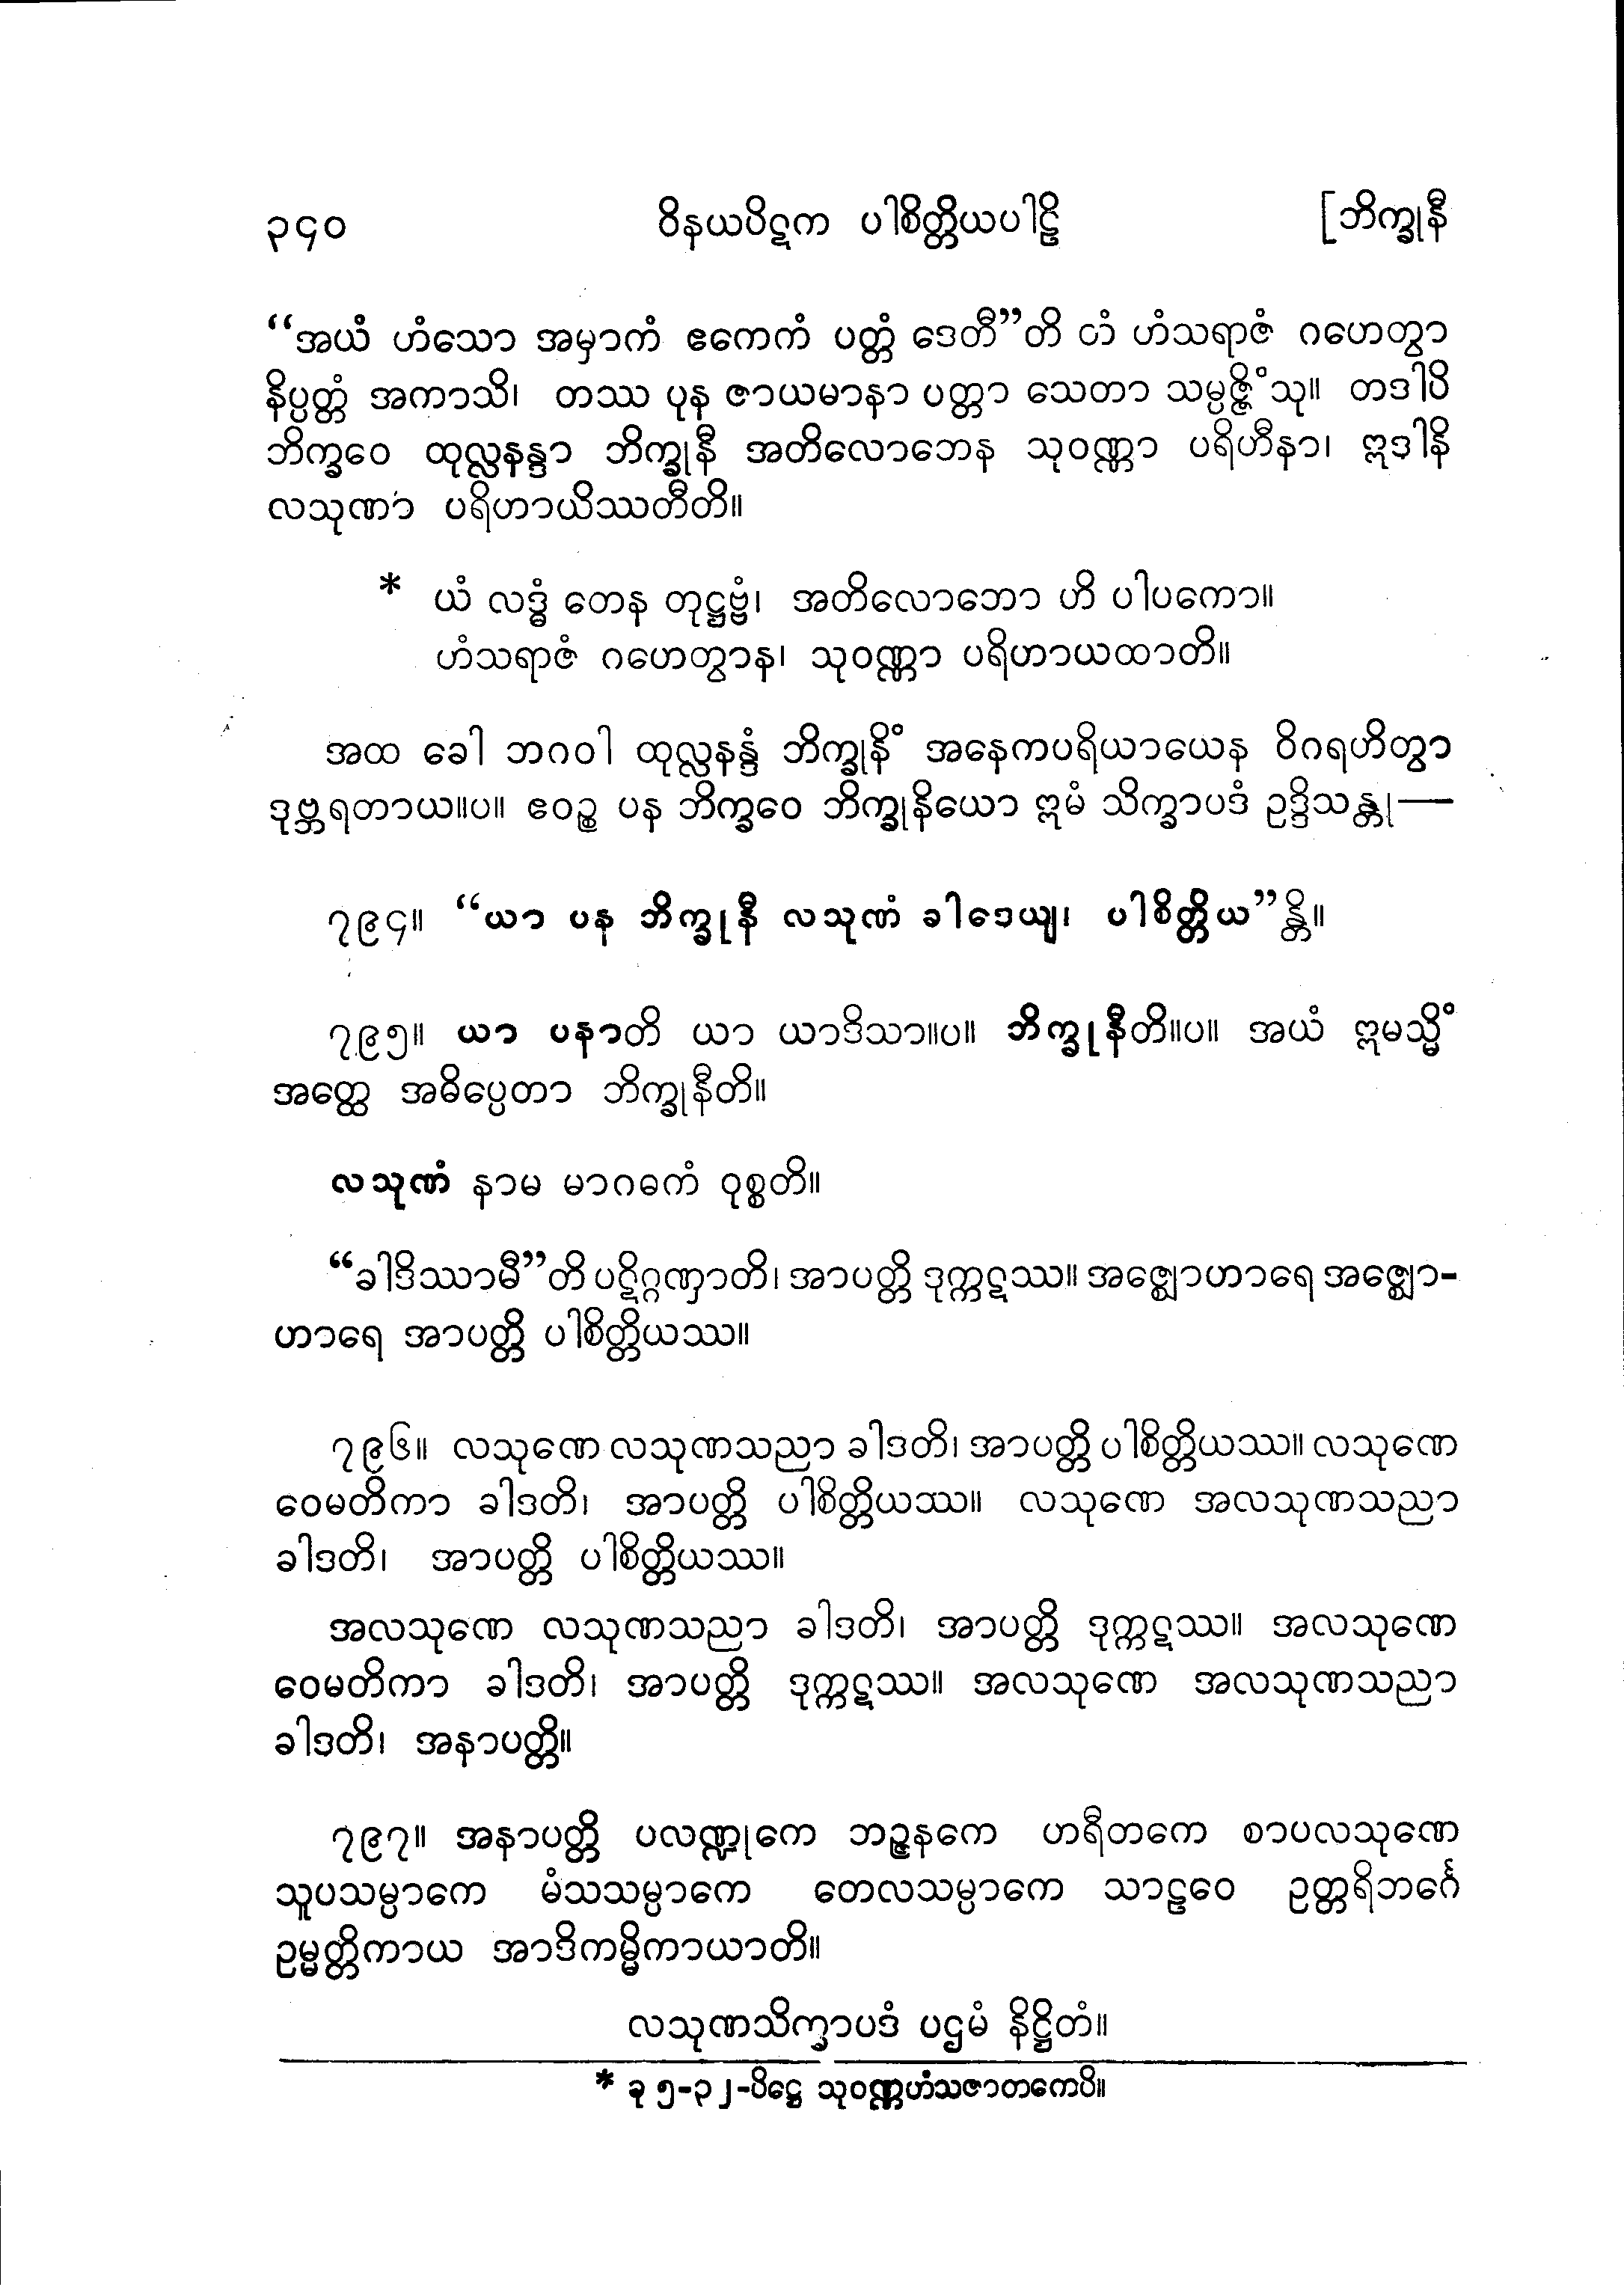 ၃၄၀ ဝိနယပိဋက ပါစိတ္တိယပါဠိ [ဘိက္ခုနီ
“အယံ ဟံသော အမှာကံ ဧကေကံ ပတ္တံ ဒေတီ”တိ တံ ဟံသရာဇံ ဂဟေတွာ
နိပ္ပတ္တံ အကာသိ၊ တဿ ပုန ဇာယမာနာ ပတ္တာ သေတာ သမ္ပဇ္ဇိံသု။ တဒါပိ
ဘိက္ခဝေ ထုလ္လနန္ဒာ ဘိက္ခုနီ အတိလောဘေန သုဝဏ္ဏာ ပရိဟီနာ၊ ဣဒါနိ
လသုဏာ ပရိဟာယိဿတီတိ။
* ယံ လဒ္ဓံ တေန တုဋ္ဌဗ္ဗံ၊ အတိလောဘော ဟိ ပါပကော။
ဟံသရာဇံ ဂဟေတွာန၊ သုဝဏ္ဏာ ပရိဟာယထာတိ။
အထ ခေါ ဘဂဝါ ထုလ္လနန္ဒံ ဘိက္ခုနိံ အနေကပရိယာယေန ဝိဂရဟိတွာ
ဒုဗ္ဘရတာယ။ပ။ ဧဝဉ္စ ပန ဘိက္ခဝေ ဘိက္ခုနိယော ဣမံ သိက္ခာပဒံ ဥဒ္ဒိသန္တု—
၇၉၄။ “ယာ ပန ဘိက္ခုနီ လသုဏံ ခါဒေယျ၊ ပါစိတ္တိယ”န္တိ။
၇၉၅။ ယာ ပနာတိ ယာ ယာဒိသာ။ပ။ ဘိက္ခုနီတိ။ပ။ အယံ ဣမသ္မိံ
အတ္ထေ အဓိပ္ပေတာ ဘိက္ခုနီတိ။
လသုဏံ နာမ မာဂဓကံ ဝုစ္စတိ။
“ခါဒိဿာမီ”တိ ပဋိဂ္ဂဏှာတိ၊ အာပတ္တိ ဒုက္ကဋဿ။ အဇ္ဈောဟာရေ အဇ္ဈော-
ဟာရေ အာပတ္တိ ပါစိတ္တိယဿ။
၇၉၆။ လသုဏေ လသုဏသညာ ခါဒတိ၊ အာပတ္တိ ပါစိတ္တိယဿ။ လသုဏေ
ဝေမတိကာ ခါဒတိ၊ အာပတ္တိ ပါစိတ္တိယဿ။ လသုဏေ အလသုဏသညာ
ခါဒတိ၊ အာပတ္တိ ပါစိတ္တိယဿ။
အလသုဏေ လသုဏသညာ ခါဒတိ၊ အာပတ္တိ ဒုက္ကဋဿ။ အလသုဏေ
ဝေမတိကာ ခါဒတိ၊ အာပတ္တိ ဒုက္ကဋဿ။ အလသုဏေ အလသုဏသညာ
ခါဒတိ၊ အနာပတ္တိ။
၇၉၇။ အနာပတ္တိ ပလဏ္ဍုကေ ဘဉ္ဇနကေ ဟရီတကေ စာပလသုဏေ
သူပသမ္ပာကေ မံသသမ္ပာကေ တေလသမ္ပာကေ သာဠဝေ ဥတ္တရိဘင်္ဂေ
ဥမ္မတ္တိကာယ အာဒိကမ္မိကာယာတိ။
လသုဏသိက္ခာပဒံ ပဌမံ နိဋ္ဌိတံ။
* ခု ၅-၃၂-ပိဋ္ဌေ သုဝဏ္ဏဟံသဇာတကေပိ။